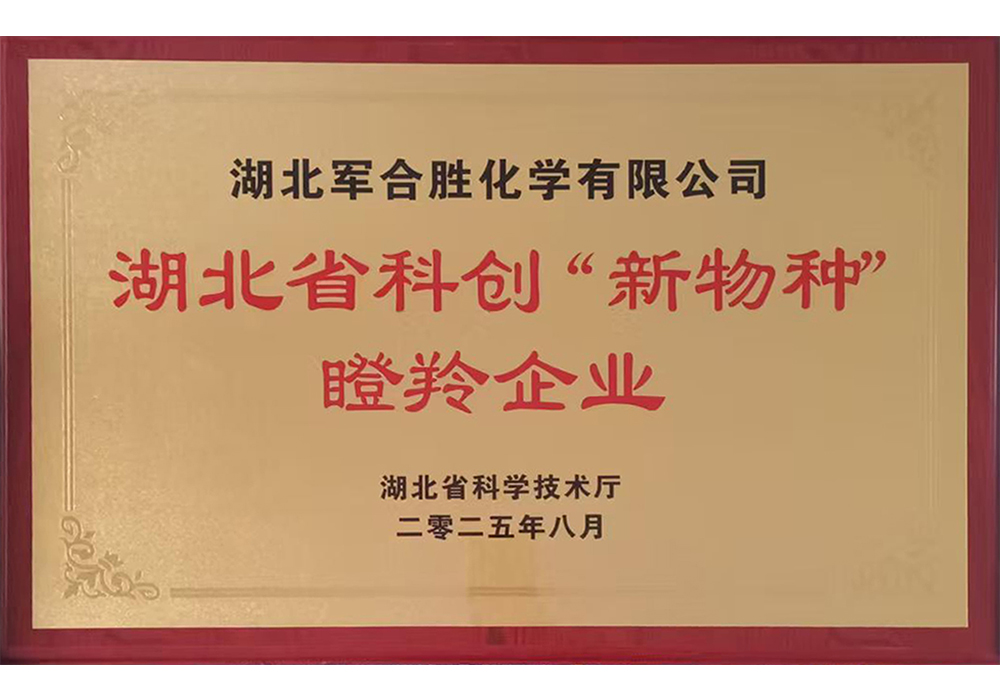 湖北军合胜化学有限公司
湖北省科创“新物种”
瞪羚企业
湖北省科学技术厅
二零二五年八月